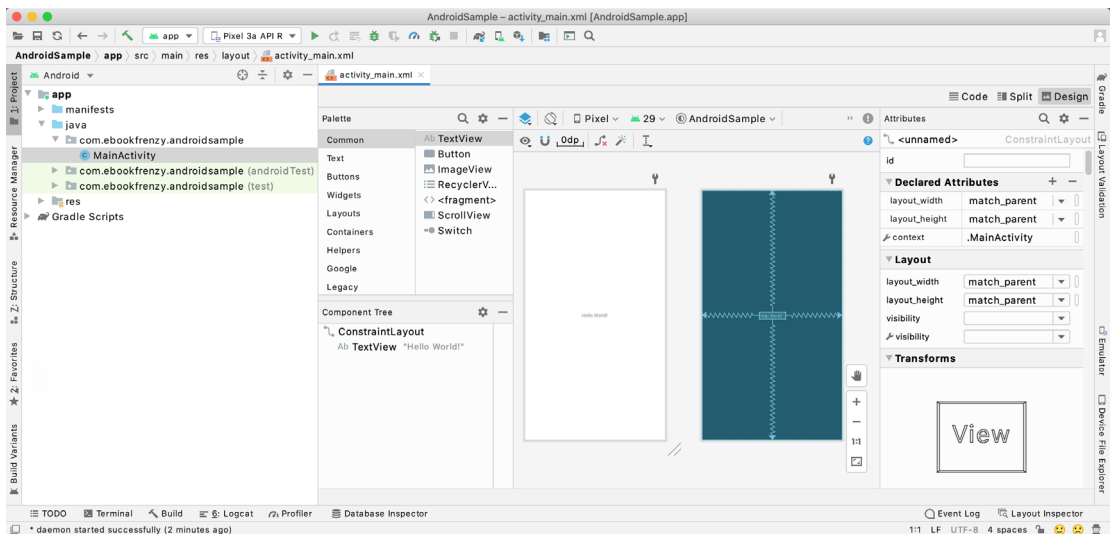 AndroidSample – activity_main.xml [AndroidSample.app]
app Pixel 3a API R
AndroidSample app src main res layout activity_main.xml
1: Project
Resource Manager
Z: Structure
2: Favorites
Build Variants
Android
app
manifests
java
com.ebookfrenzy.androidsample
MainActivity
com.ebookfrenzy.androidsample (androidTest)
com.ebookfrenzy.androidsample (test)
res
Gradle Scripts
activity_main.xml
Code Split Design
Palette
Common
Text
Buttons
Widgets
Layouts
Containers
Helpers
Google
Legacy
Ab TextView
Button
ImageView
RecyclerV...
<> <fragment>
ScrollView
Switch
Component Tree
ConstraintLayout
Ab TextView "Hello World!"
Pixel 29 AndroidSample
0dp
Hello World!
Hello World!
1:1
Attributes
<unnamed> ConstraintLayout
id
Declared Attributes
layout_width match_parent
layout_height match_parent
context .MainActivity
Layout
layout_width match_parent
layout_height match_parent
visibility
visibility
Transforms
View
Gradle
Layout Validation
Emulator
Device File Explorer
TODO Terminal Build 6: Logcat Profiler Database Inspector Event Log Layout Inspector
* daemon started successfully (2 minutes ago) 1:1 LF UTF-8 4 spaces